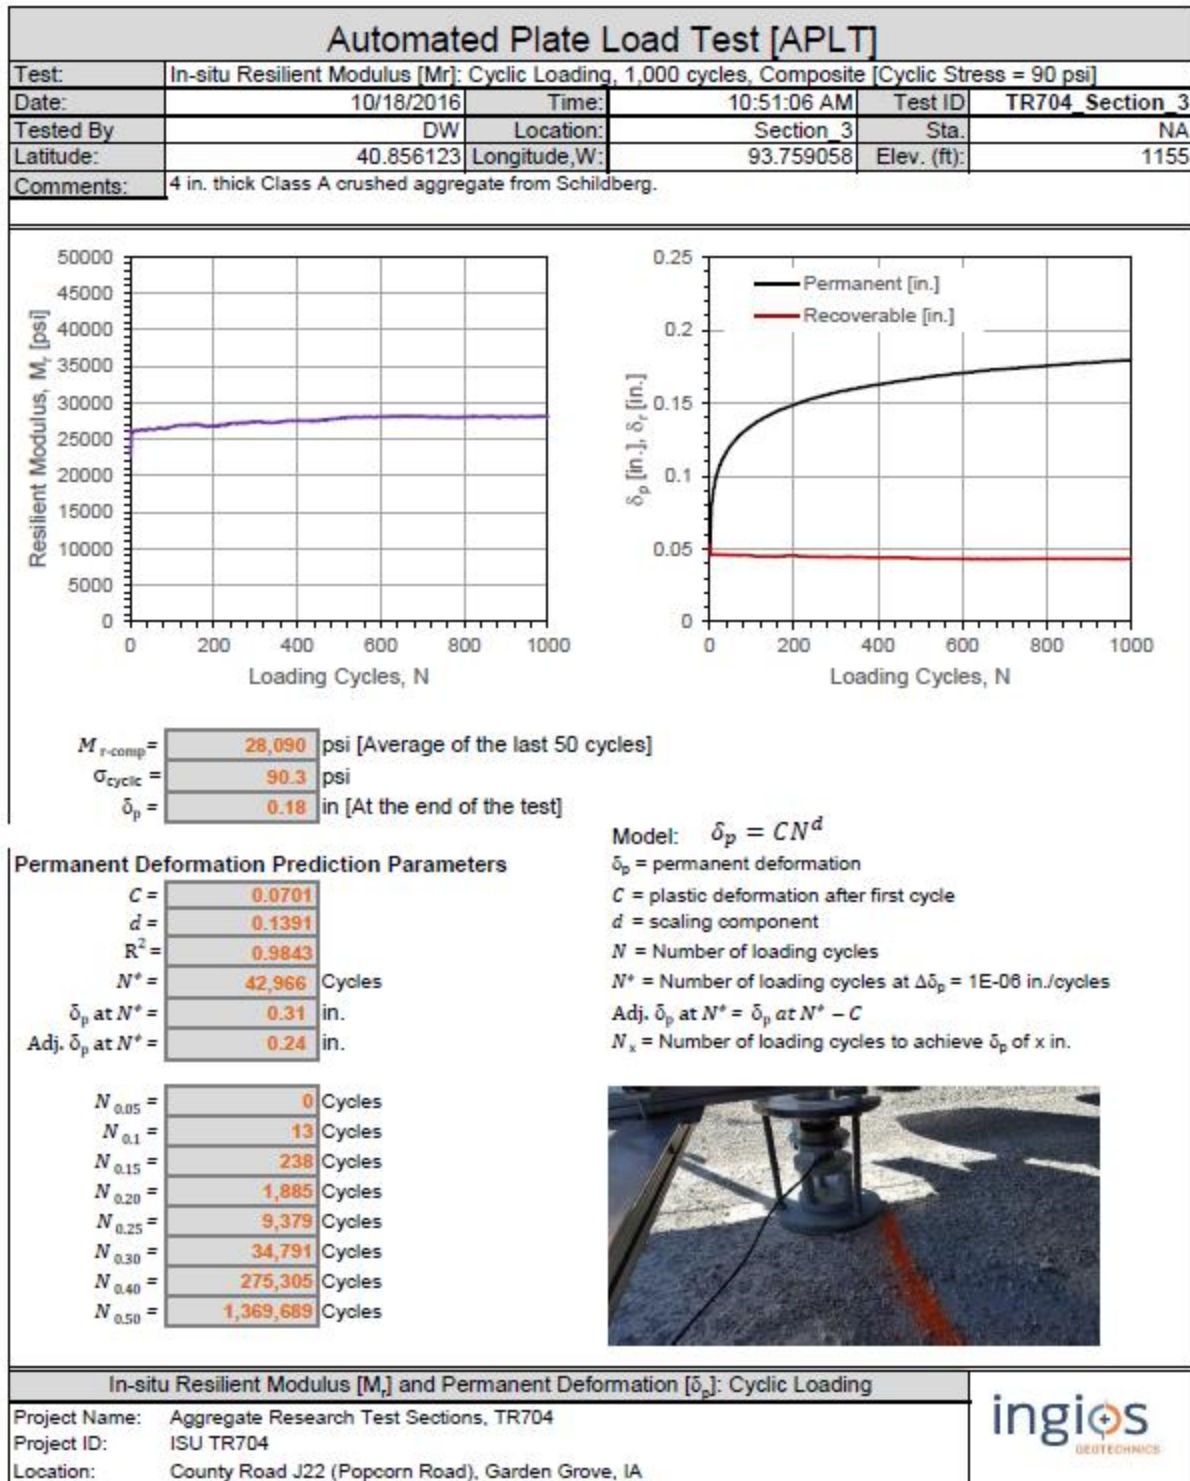 Automated Plate Load Test [APLT]
Test: In-situ Resilient Modulus [Mr]: Cyclic Loading, 1,000 cycles, Composite [Cyclic Stress = 90 psi]
Date: 10/18/2016 Time: 10:51:06 AM Test ID TR704_Section_3
Tested By DW Location: Section_3 Sta. NA
Latitude: 40.856123 Longitude,W: 93.759058 Elev. (ft): 1155
Comments: 4 in. thick Class A crushed aggregate from Schildberg.
Resilient Modulus, Mr [psi]
50000
45000
40000
35000
30000
25000
20000
15000
10000
5000
0
0 200 400 600 800 1000
Loading Cycles, N
δp [in.], δr [in.]
0.25
0.2
0.15
0.1
0.05
0
Permanent [in.]
Recoverable [in.]
0 200 400 600 800 1000
Loading Cycles, N
M r-comp= 28,090 psi [Average of the last 50 cycles]
σcyclic = 90.3 psi
δp = 0.18 in [At the end of the test]
Permanent Deformation Prediction Parameters
C = 0.0701
d = 0.1391
R² = 0.9843
N* = 42,966 Cycles
δp at N* = 0.31 in.
Adj. δp at N* = 0.24 in.
Model: δp = CN^d
δp = permanent deformation
C = plastic deformation after first cycle
d = scaling component
N = Number of loading cycles
N* = Number of loading cycles at Δδp = 1E-06 in./cycles
Adj. δp at N* = δp at N* – C
Nx = Number of loading cycles to achieve δp of x in.
N 0.05 = 0 Cycles
N 0.1 = 13 Cycles
N 0.15 = 238 Cycles
N 0.20 = 1,885 Cycles
N 0.25 = 9,379 Cycles
N 0.30 = 34,791 Cycles
N 0.40 = 275,305 Cycles
N 0.50 = 1,369,689 Cycles
In-situ Resilient Modulus [Mr] and Permanent Deformation [δp]: Cyclic Loading
Project Name: Aggregate Research Test Sections, TR704
Project ID: ISU TR704
Location: County Road J22 (Popcorn Road), Garden Grove, IA
ingios
GEOTECHNICS